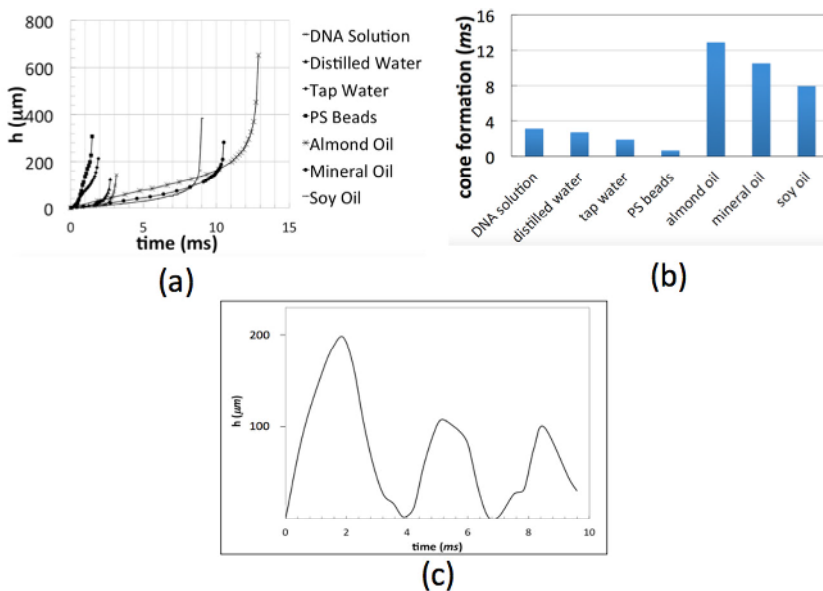 800
600
400
200
0
h (µm)
0 5 10 15
time (ms)
DNA Solution
Distilled Water
Tap Water
PS Beads
Almond Oil
Mineral Oil
Soy Oil
(a)
16
12
8
4
0
cone formation (ms)
DNA solution
distilled water
tap water
PS beads
almond oil
mineral oil
soy oil
(b)
200
100
h (µm)
0 2 4 6 8 10
time (ms)
(c)